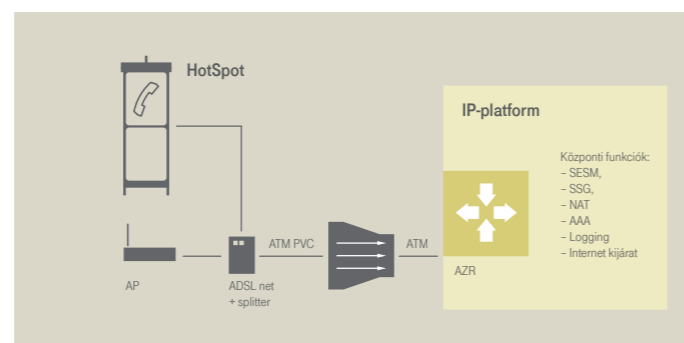 HotSpot
IP-platform
Központi funkciók:
– SESM,
– SSG,
– NAT
– AAA
– Logging
– Internet kijárat
ATM PVC
ATM
AP
ADSL net
+ splitter
AZR